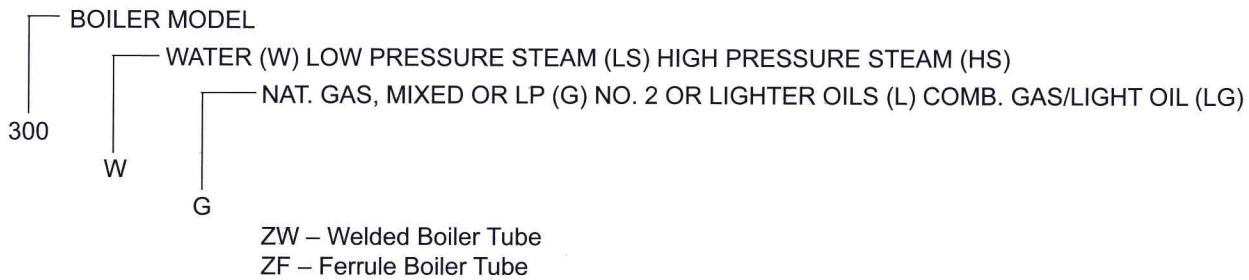 BOILER MODEL
WATER (W) LOW PRESSURE STEAM (LS) HIGH PRESSURE STEAM (HS)
NAT. GAS, MIXED OR LP (G) NO. 2 OR LIGHTER OILS (L) COMB. GAS/LIGHT OIL (LG)
300
W
G
ZW – Welded Boiler Tube
ZF – Ferrule Boiler Tube